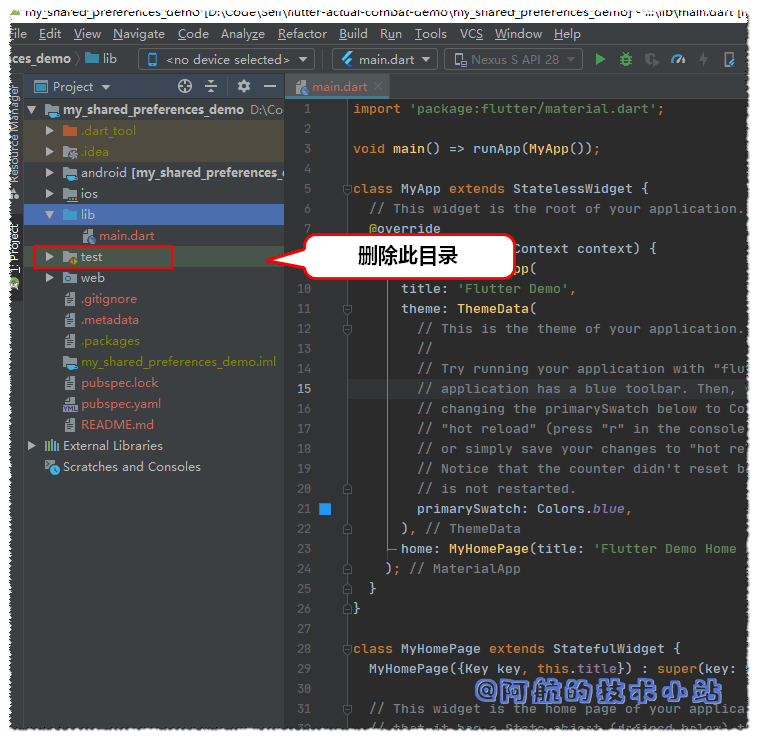 my_shared_preferences_demo [D:\Code\Self\flutter-actual-combat-demo\my_shared_preferences_demo] - ...\lib\main.dart
File Edit View Navigate Code Analyze Refactor Build Run Tools VCS Window Help
es_demo lib <no device selected> main.dart Nexus S API 28
Project main.dart
Resource Manager
1: Project
my_shared_preferences_demo D:\Co
.dart_tool
.idea
android [my_shared_preferences_
ios
lib
main.dart
test
web
.gitignore
.metadata
.packages
my_shared_preferences_demo.iml
pubspec.lock
pubspec.yaml
README.md
External Libraries
Scratches and Consoles
删除此目录
1 import 'package:flutter/material.dart';
2
3 void main() => runApp(MyApp());
4
5 class MyApp extends StatelessWidget {
6 // This widget is the root of your application.
7 @override
Context context) {
pp(
10 title: 'Flutter Demo',
11 theme: ThemeData(
12 // This is the theme of your application.
13 //
14 // Try running your application with "flu
15 // application has a blue toolbar. Then,
16 // changing the primarySwatch below to Co
17 // "hot reload" (press "r" in the console
18 // or simply save your changes to "hot re
19 // Notice that the counter didn't reset b
20 // is not restarted.
21 primarySwatch: Colors.blue,
22 ), // ThemeData
23 home: MyHomePage(title: 'Flutter Demo Home
24 ); // MaterialApp
25 }
26 }
27
28 class MyHomePage extends StatefulWidget {
29 MyHomePage({Key key, this.title}) : super(key:
30
@阿航的技术小站
31 // This widget is the home page of your applic